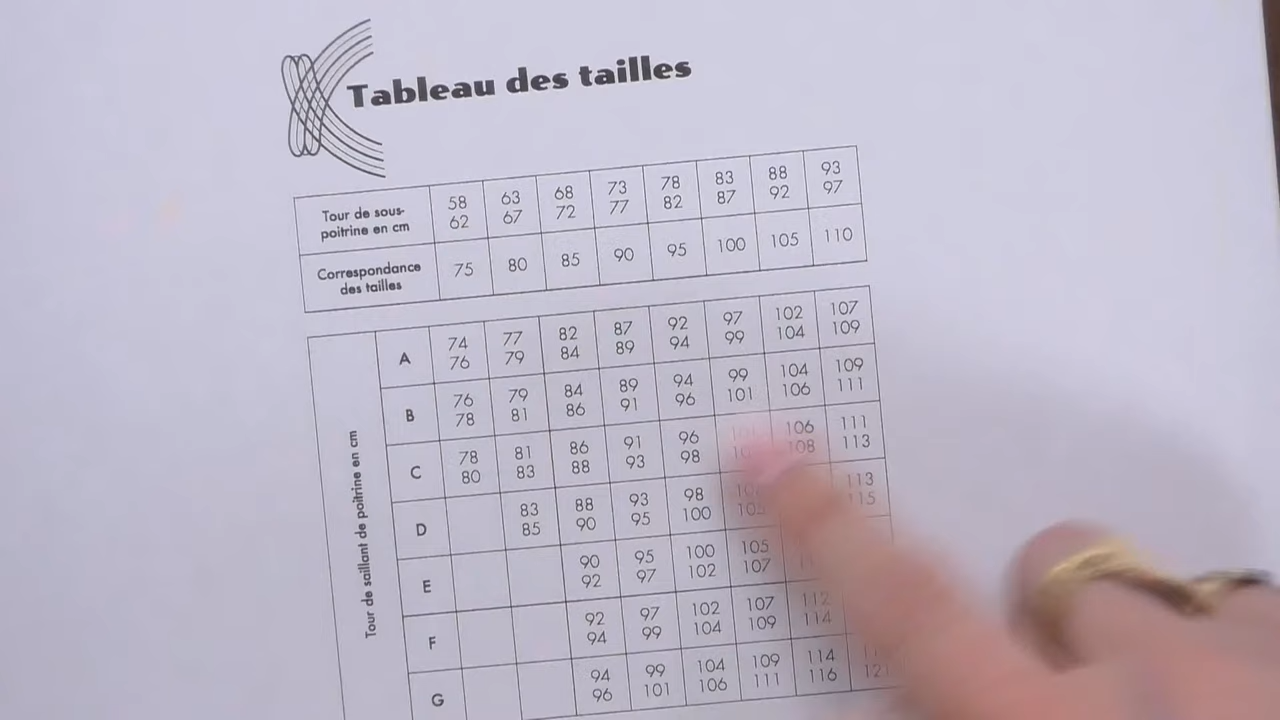 Tableau des tailles
Tour de sous-
poitrine en cm
58 63 68 73 78 83 88 93
62 67 72 77 82 87 92 97
Correspondance
des tailles
75 80 85 90 95 100 105 110
Tour de saillant de poitrine en cm
A
74 77 82 87 92 97 102 107
76 79 84 89 94 99 104 109
B
76 79 84 89 94 99 104 109
78 81 86 91 96 101 106 111
C
78 81 86 91 96 106 111
80 83 88 93 98 108 113
D
83 88 93 98 113
85 90 95 100 115
E
90 95 100 105
92 97 102 107
F
92 97 102 107 112
94 99 104 109 114
G
94 99 104 109 114
96 101 106 111 116